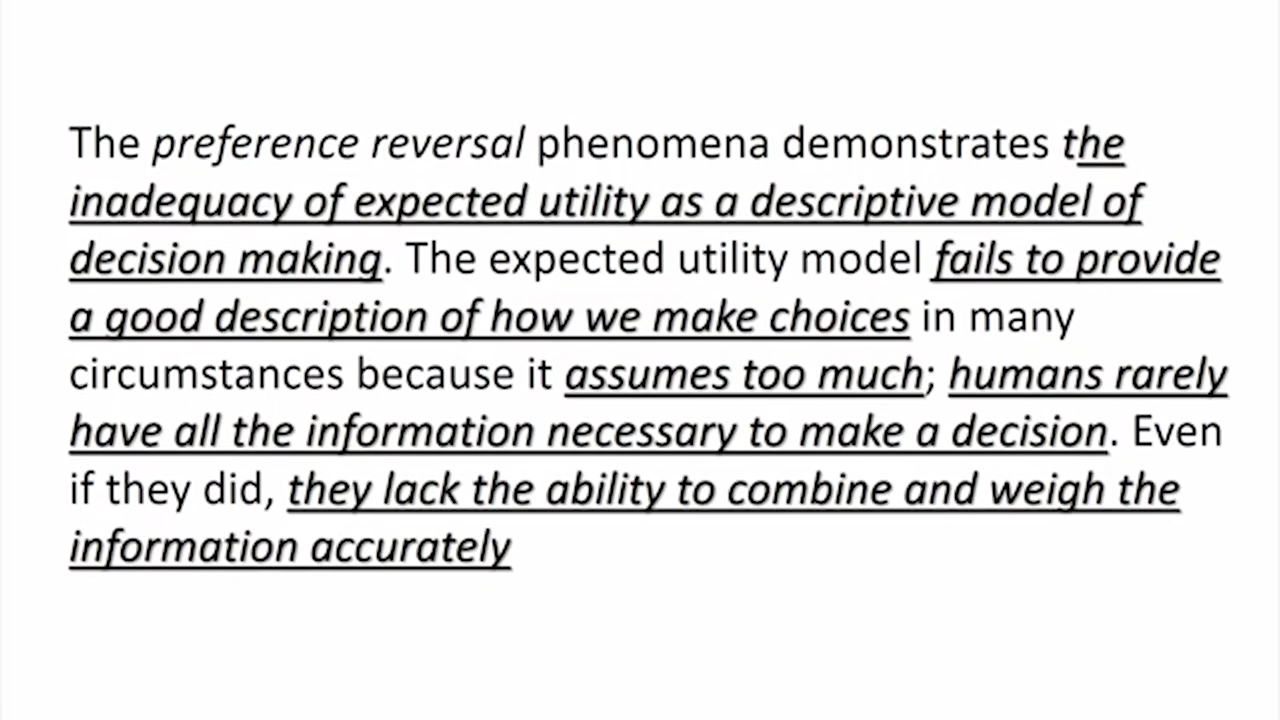 The preference reversal phenomena demonstrates the
inadequacy of expected utility as a descriptive model of
decision making. The expected utility model fails to provide
a good description of how we make choices in many
circumstances because it assumes too much; humans rarely
have all the information necessary to make a decision. Even
if they did, they lack the ability to combine and weigh the
information accurately